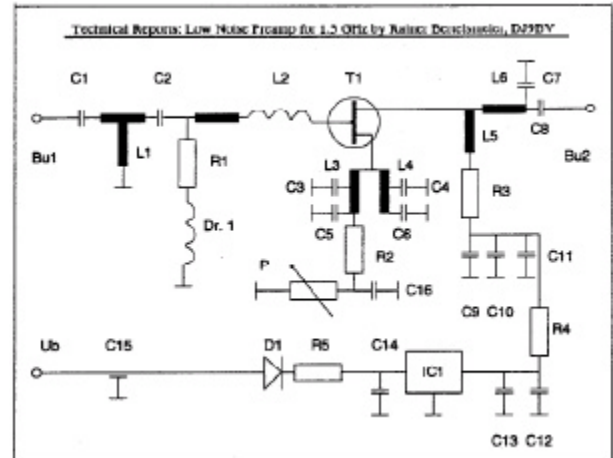 Technical Reports: Low Noise Preamp for 1.5 GHz by Rainer Bertelsmeier, DJ9BV
C1 C2 L2 T1 L6 C7
C8
Bu1 L1 R1 L3 L4 L5 Bu2
C3 C4 R3
Dr. 1 C5 C6
R2 C11
P C16
C9 C10 R4
Ub C15 D1 R5 C14
IC1
C13 C12